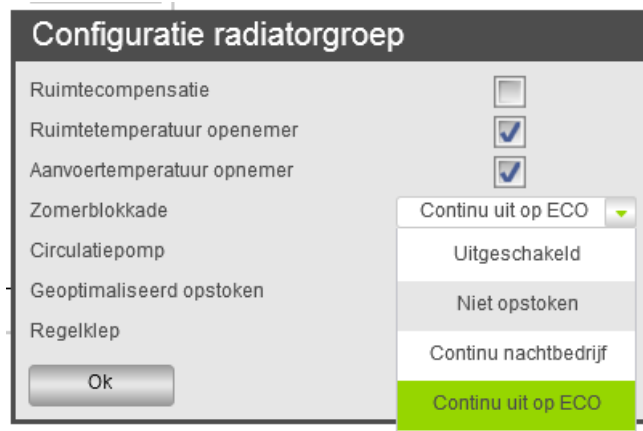 Configuratie radiatorgroep
Ruimtecompensatie
Ruimtetemperatuur openemer
Aanvoertemperatuur opnemer
Zomerblokkade Continu uit op ECO
Circulatiepomp Uitgeschakeld
Geoptimaliseerd opstoken Niet opstoken
Regelklep Continu nachtbedrijf
Ok Continu uit op ECO